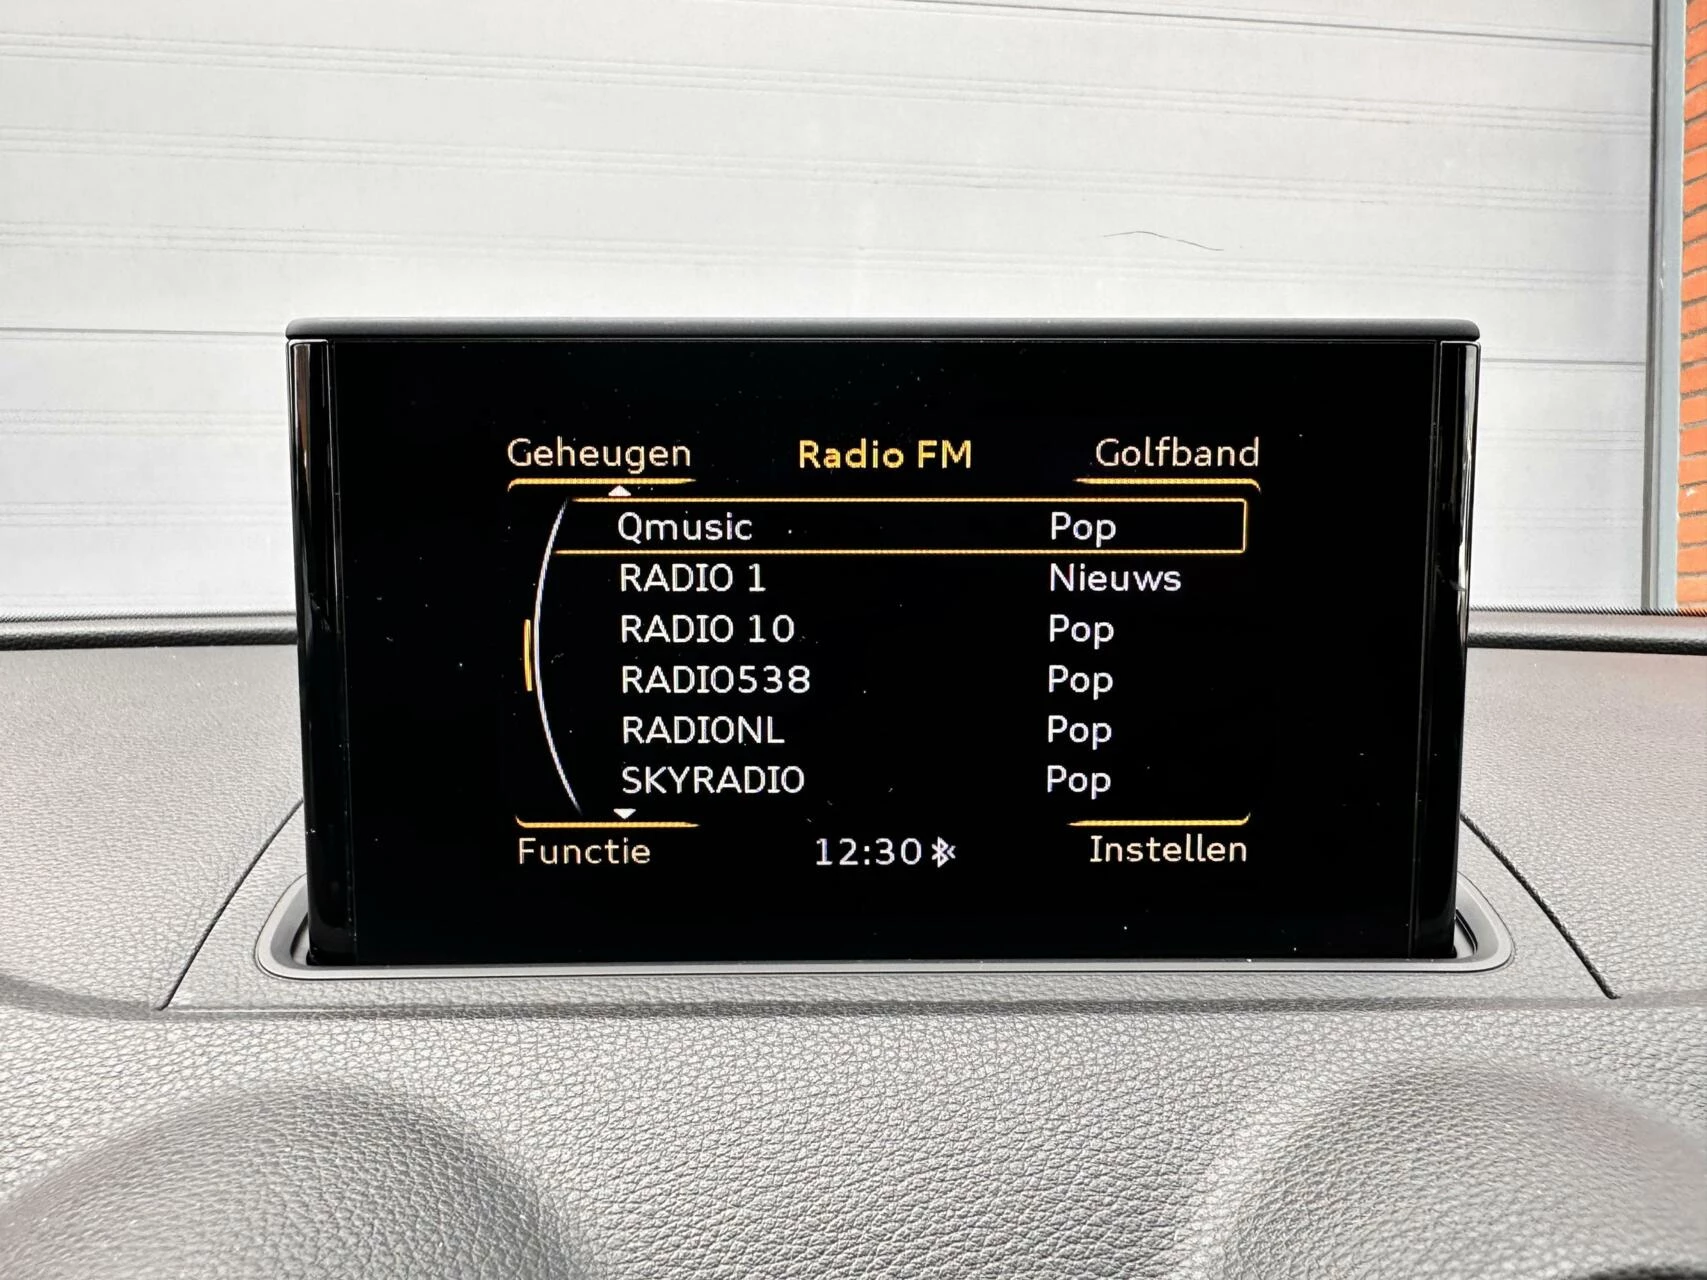 Geheugen Radio FM Golfband
Qmusic Pop
RADIO 1 Nieuws
RADIO 10 Pop
RADIO538 Pop
RADIONL Pop
SKYRADIO Pop
Functie 12:30 Instellen